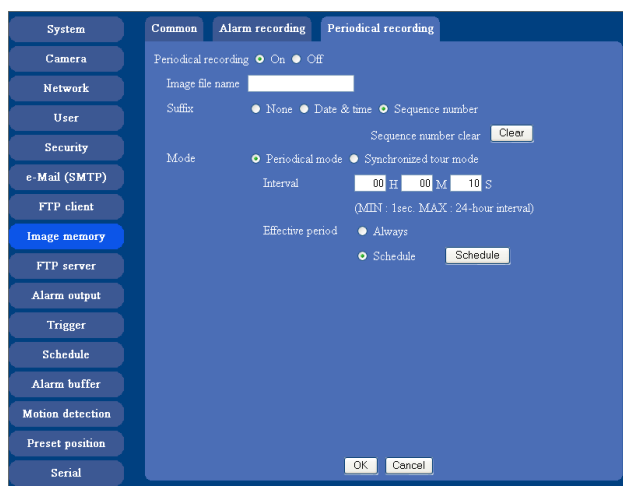 System
Camera
Network
User
Security
e-Mail (SMTP)
FTP client
Image memory
FTP server
Alarm output
Trigger
Schedule
Alarm buffer
Motion detection
Preset position
Serial
Common Alarm recording Periodical recording
Periodical recording On Off
Image file name
Suffix None Date & time Sequence number
Sequence number clear Clear
Mode Periodical mode Synchronized tour mode
Interval 00 H 00 M 10 S
(MIN : 1sec. MAX : 24-hour interval)
Effective period Always
Schedule Schedule
OK Cancel